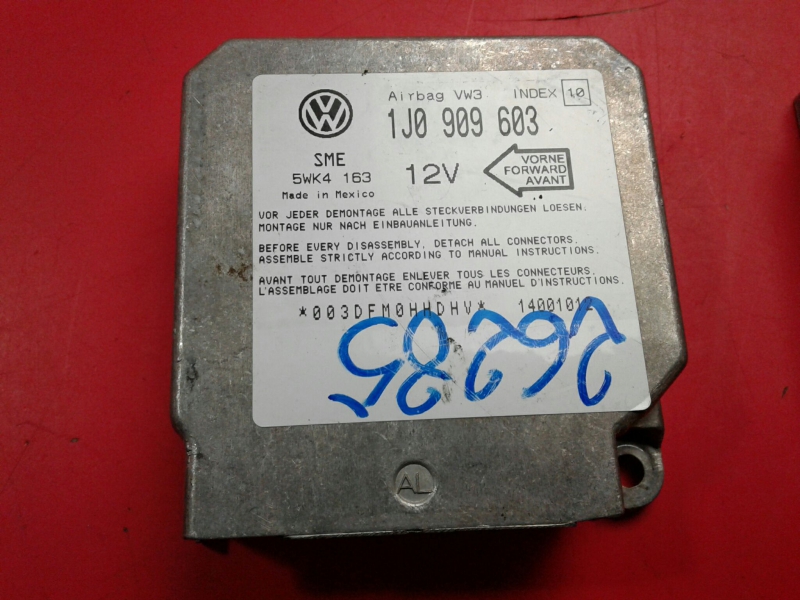 Airbag VW3 INDEX 10
1J0 909 603
SME
5WK4 163
Made in Mexico
12V
VORNE
FORWARD
AVANT
VOR JEDER DEMONTAGE ALLE STECKVERBINDUNGEN LOESEN.
MONTAGE NUR NACH EINBAUANLEITUNG.
BEFORE EVERY DISASSEMBLY, DETACH ALL CONNECTORS,
ASSEMBLE STRICTLY ACCORDING TO MANUAL INSTRUCTIONS.
AVANT TOUT DEMONTAGE ENLEVER TOUS LES CONNECTEURS.
L'ASSEMBLAGE DOIT ETRE CONFORME AU MANUEL D'INSTRUCTIONS.
*003DFM0HHDHV*
26285
AL